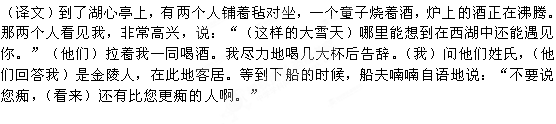 (译文)到了湖心亭上，有两个人铺着毡对坐，一个童子烧着酒，炉上的酒正在沸腾。
那两个人看见我，非常高兴，说：“（这样的大雪天）哪里能想到在西湖中还能遇见
你。”（他们）拉着我一同喝酒。我尽力地喝几大杯后告辞。（我）问他们姓氏，（他
们回答我）是金陵人，在此地客居。等到下船的时候，船夫喃喃自语地说：“不要说
您痴，（看来）还有比您更痴的人啊。”